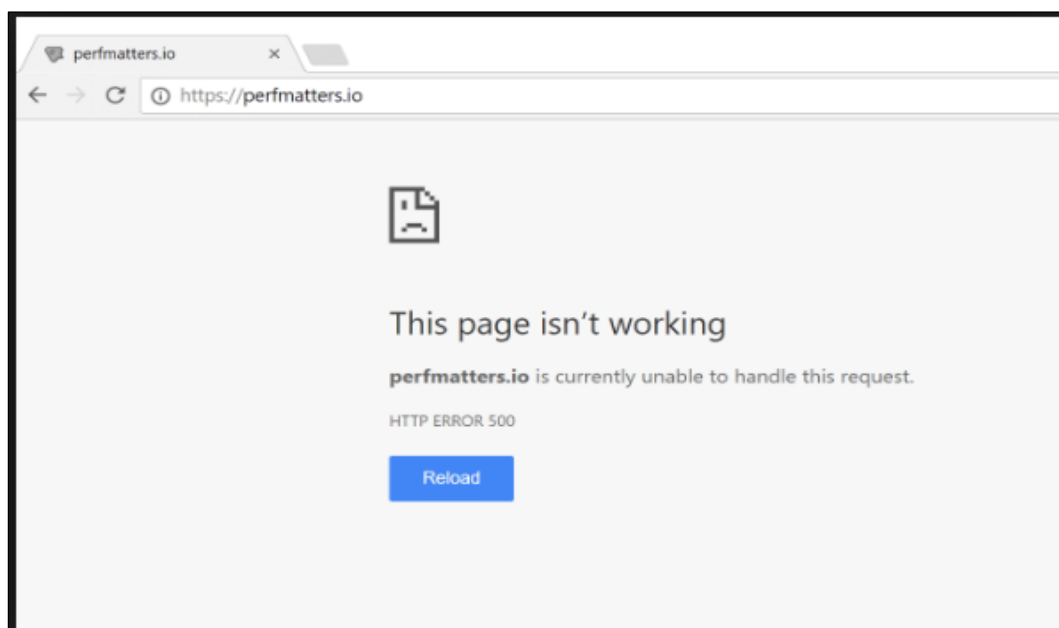 perfmatters.io
https://perfmatters.io
This page isn't working
perfmatters.io is currently unable to handle this request.
HTTP ERROR 500
Reload